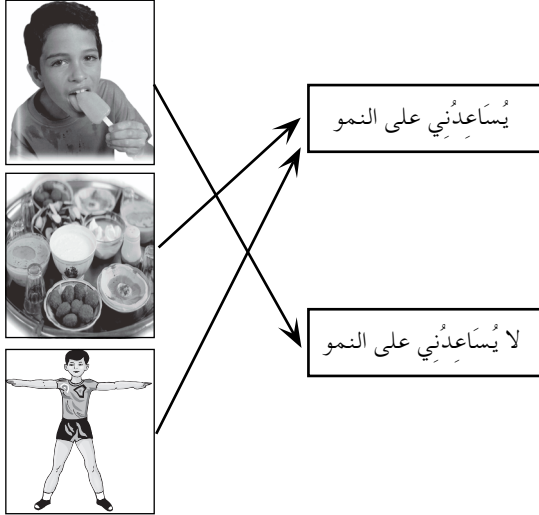 يُسَاعِدُنِي على النمو
لا يُسَاعِدُنِي على النمو